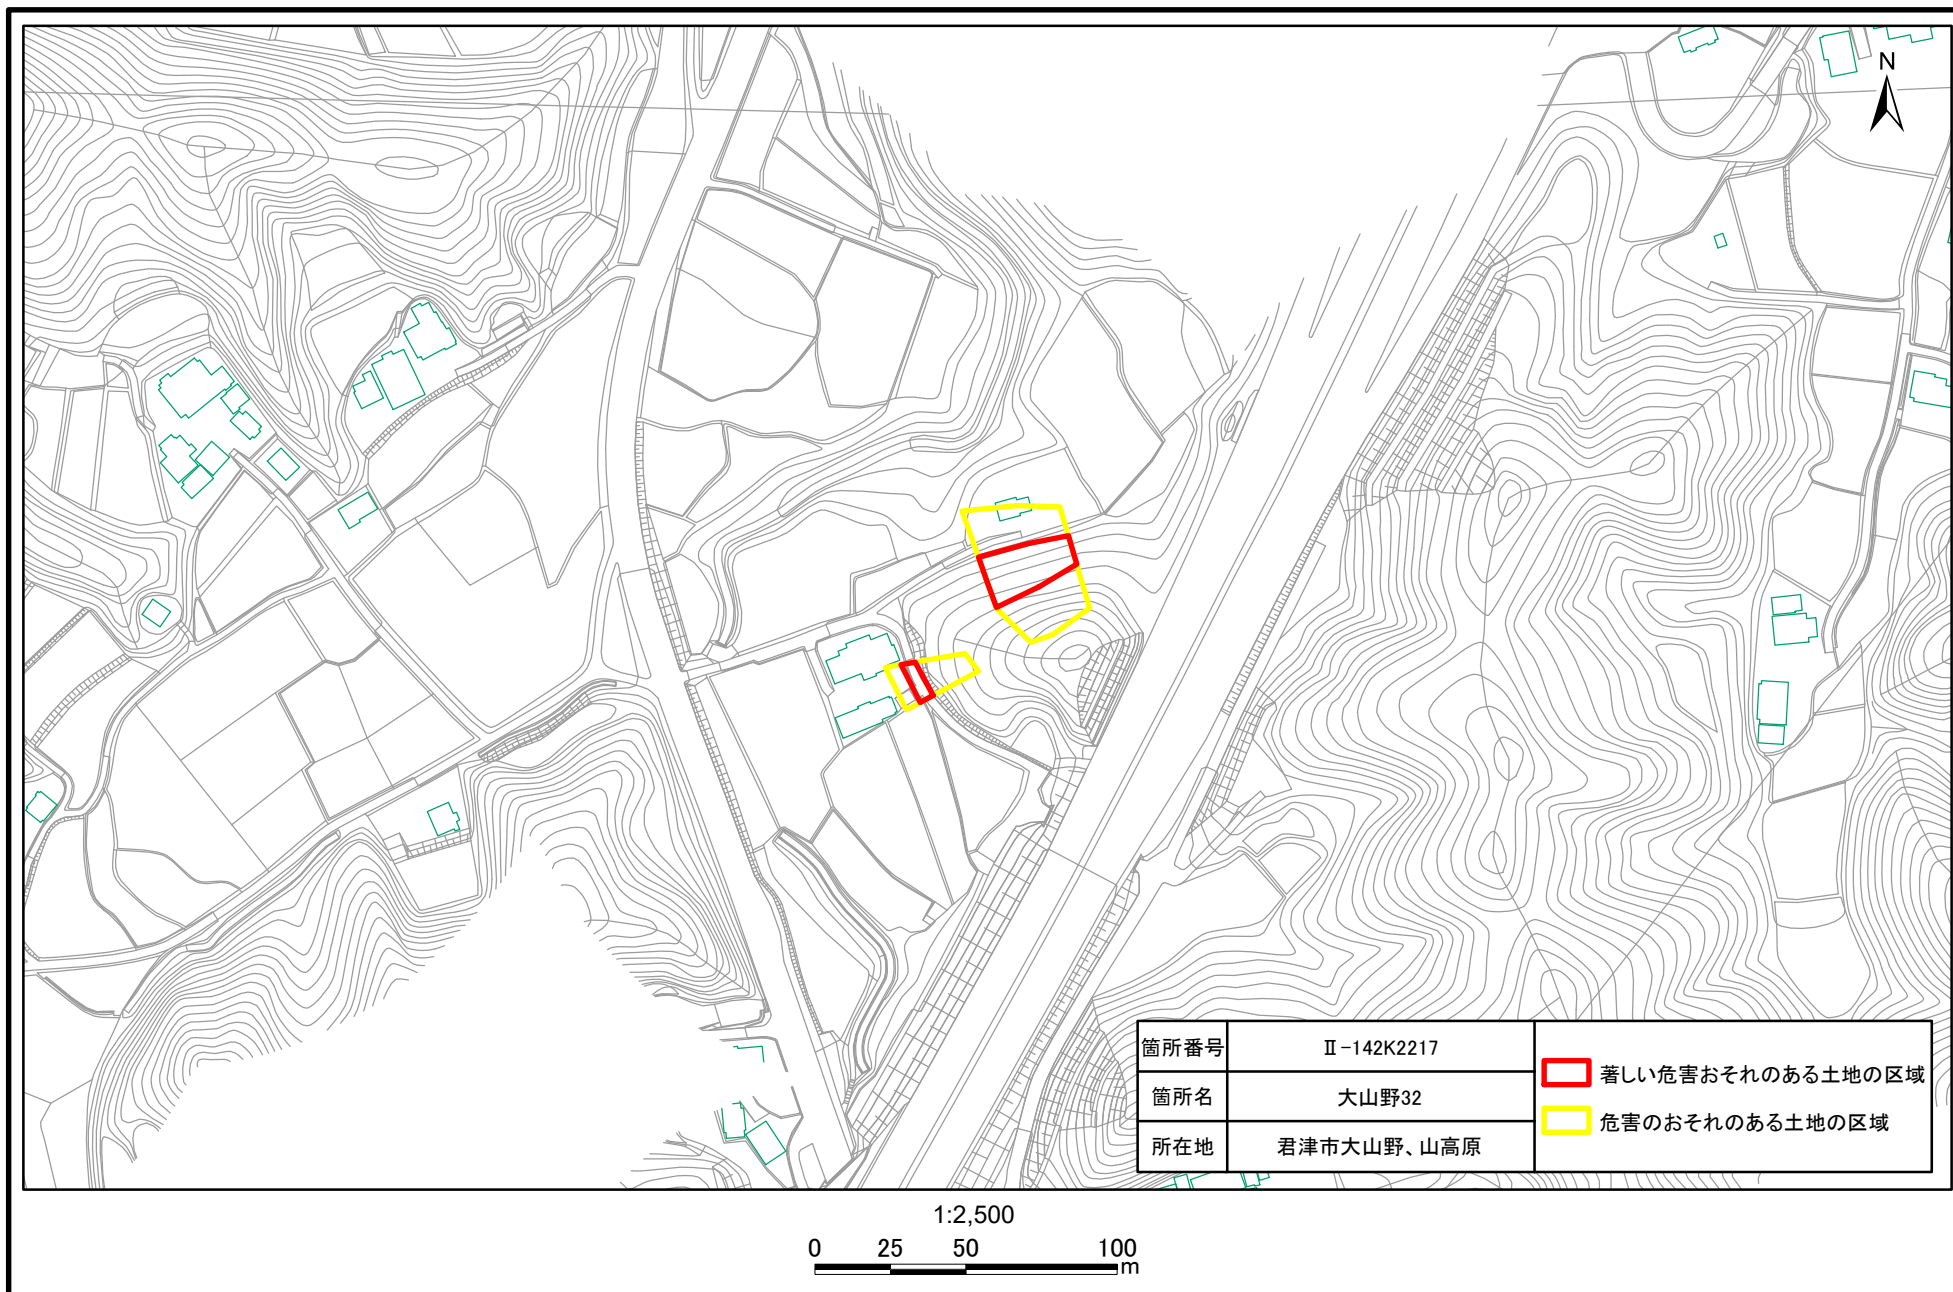 N
箇所番号 Ⅱ-142K2217
箇所名 大山野32
所在地 君津市大山野、山高原
著しい危害おそれのある土地の区域
危害のおそれのある土地の区域
1:2,500
0 25 50 100
m